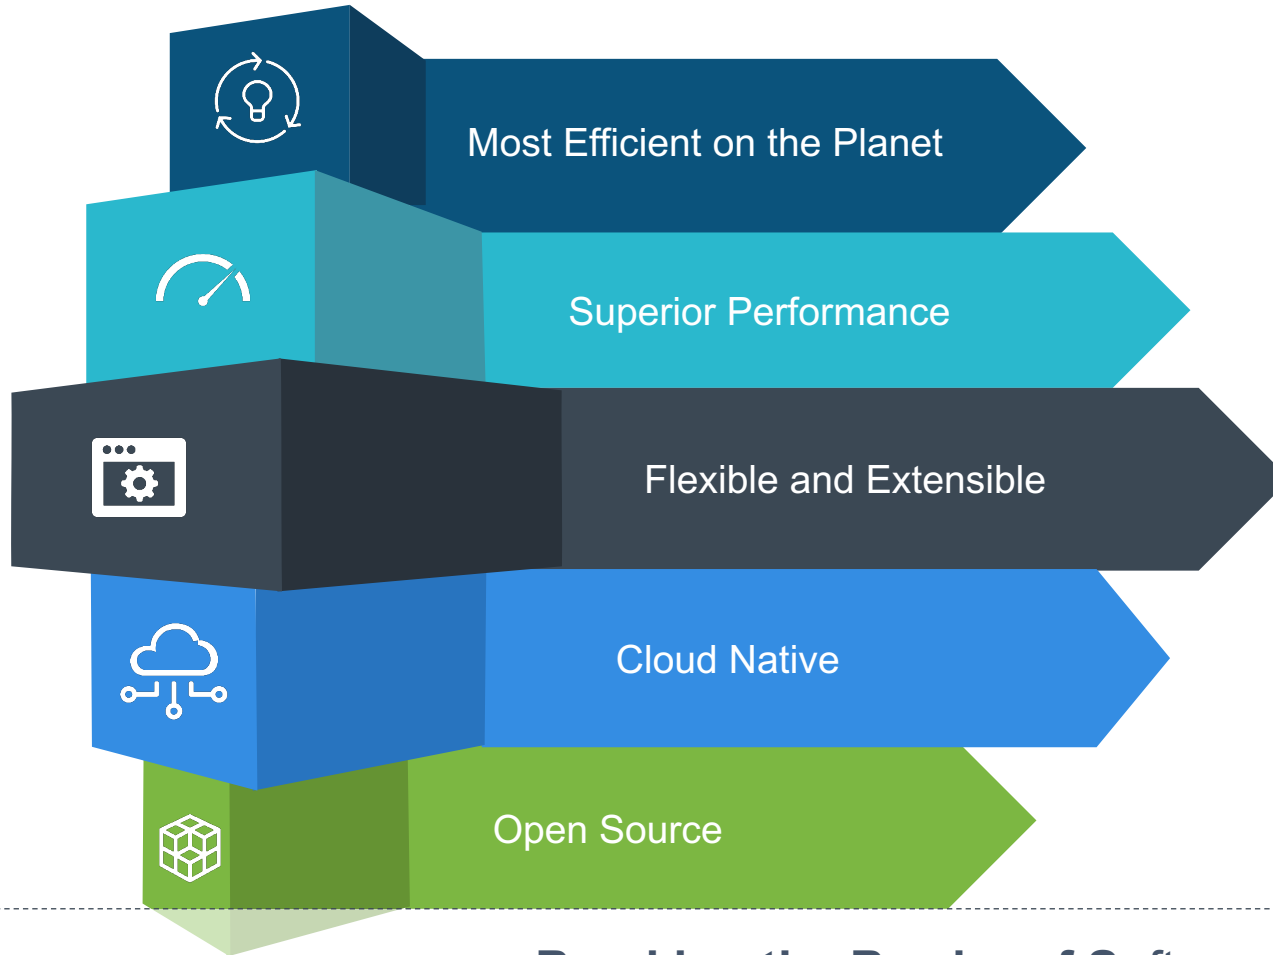 Most Efficient on the Planet
Superior Performance
Flexible and Extensible
Cloud Native
Open Source